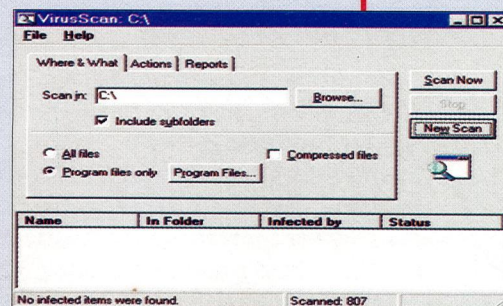 VirusScan: C:\
File Help
Where & What Actions Reports
Scan in: C:\ Browse...
Include subfolders
All files Compressed files
Program files only Program Files...
Scan Now
Stop
New Scan
Name In Folder Infected by Status
No infected items were found. Scanned: 807